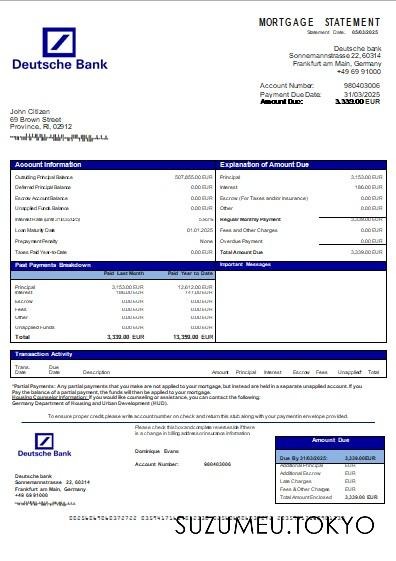 MORTGAGE STATEMENT
Statement Date: 05/03/2025
Deutsche Bank
Deutsche bank
Sonnemannstrasse 22, 60314
Frankfurt am Main, Germany
+49 69 91000
Account Number: 980403006
Payment Due Date: 31/03/2025
Amount Due: 3,339.00 EUR
John Citizen
69 Brown Street
Province, RI, 02912
Account Information
Outstanding Principal Balance 507,855.00 EUR
Deferred Principal Balance 0.00 EUR
Escrow Account Balance 0.00 EUR
Unapplied Funds Balance 0.00 EUR
Interest Rate (until 31/03/2025)
Loan Maturity Date 01.01.2025
Prepayment Penalty None
Taxes Paid Year-to-Date 0.00 EUR
Explanation of Amount Due
Principal 3,153.00 EUR
Interest 186.00 EUR
Escrow (For Taxes and/or Insurance) 0.00 EUR
Other 0.00 EUR
Regular Monthly Payment 3,339.00 EUR
Fees and Other Charges 0.00 EUR
Overdue Payment 0.00 EUR
Total Amount Due 3,339.00 EUR
Past Payments Breakdown
Paid Last Month Paid Year to Date
Principal 3,153.00 EUR 12,612.00 EUR
Interest 186.00 EUR 747.00 EUR
Escrow 0.00 EUR 0.00 EUR
Fees 0.00 EUR 0.00 EUR
Other 0.00 EUR 0.00 EUR
Unapplied Funds 0.00 EUR 0.00 EUR
Total 3,339.00 EUR 13,359.00 EUR
Important Messages
Transaction Activity
Trans. Date Due Date Description Amount Principal Interest Escrow Fees Unapplied* Total
*Partial Payments: Any partial payments that you make are not applied to your mortgage, but instead are held in a separate unapplied account. If you
Pay the balance of a partial payment, the funds will then be applied to your mortgage.
Housing Counselor Information: If you would like counseling or assistance, you can contact the following:
Germany Department of Housing and Urban Development (HUD).
To ensure proper credit, please write account number on check and return this stub along with your payment in envelope provided.
Please check this box and complete reverse side if there
is a change in billing address or insurance information.
Deutsche Bank
Dominique Evans
Account Number: 980403006
Deutsche bank
Sonnemannstrasse 22, 60314
Frankfurt am Main, Germany
+49 69 91000
Amount Due
Due By 31/03/2025: 3,339.00EUR
Additional Principal EUR
Additional Escrow EUR
Late Charges EUR
Fees & Other Charges EUR
Total Amount Enclosed 3,339.00 EUR
SUZUMEU.TOKYO